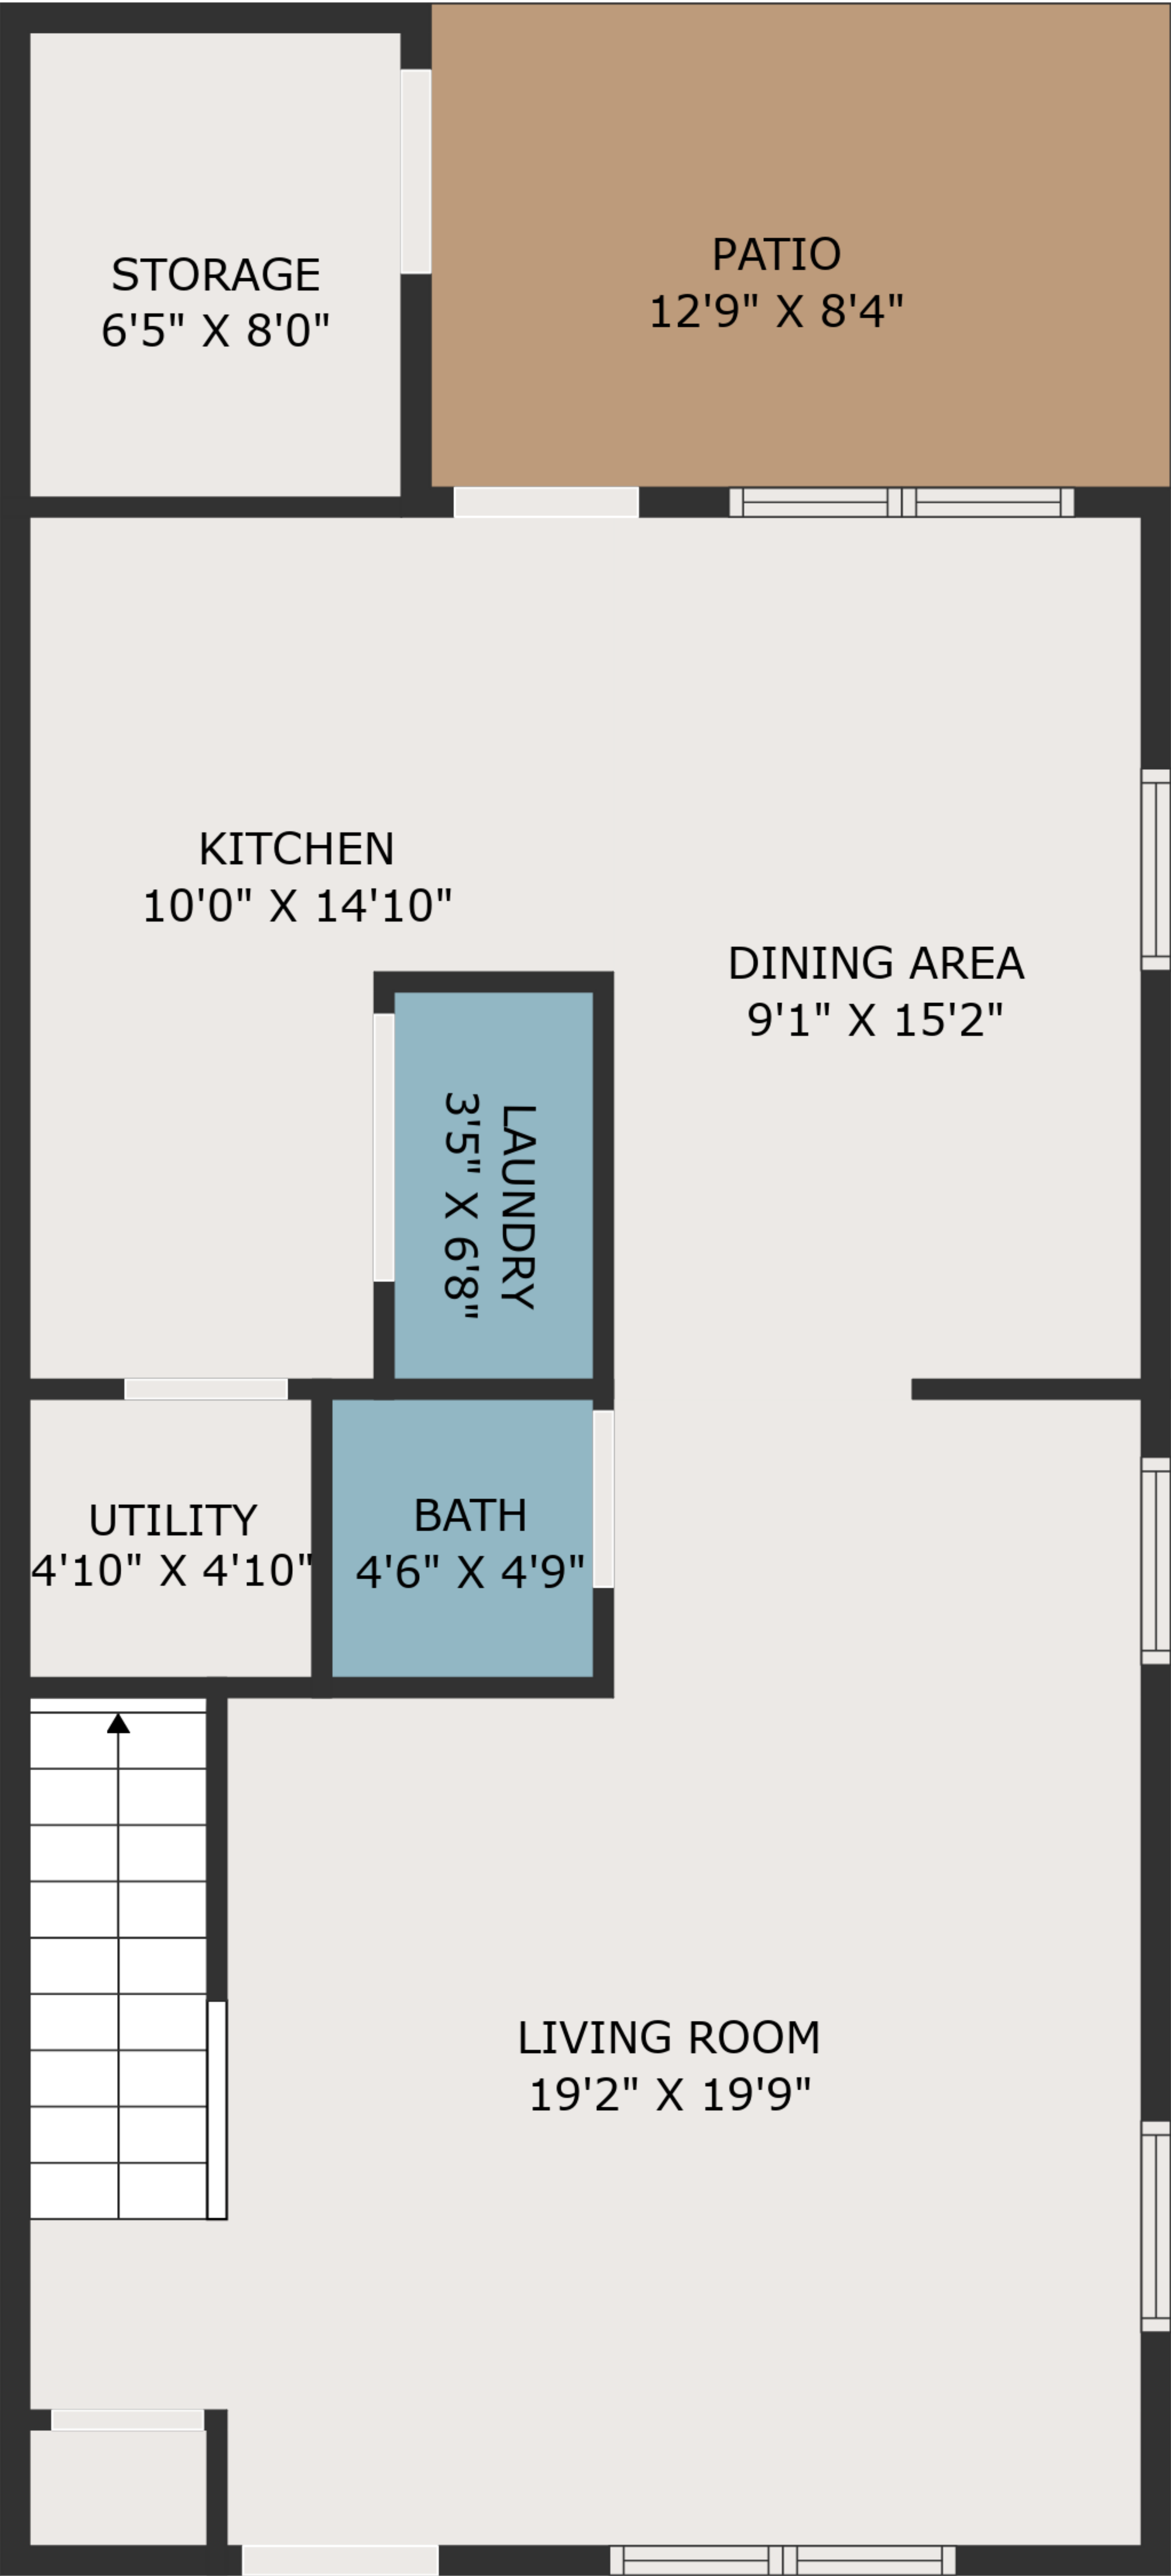 STORAGE
6'5" X 8'0"
PATIO
12'9" X 8'4"
KITCHEN
10'0" X 14'10"
DINING AREA
9'1" X 15'2"
LAUNDRY
3'5" X 6'8"
UTILITY
4'10" X 4'10"
BATH
4'6" X 4'9"
LIVING ROOM
19'2" X 19'9"